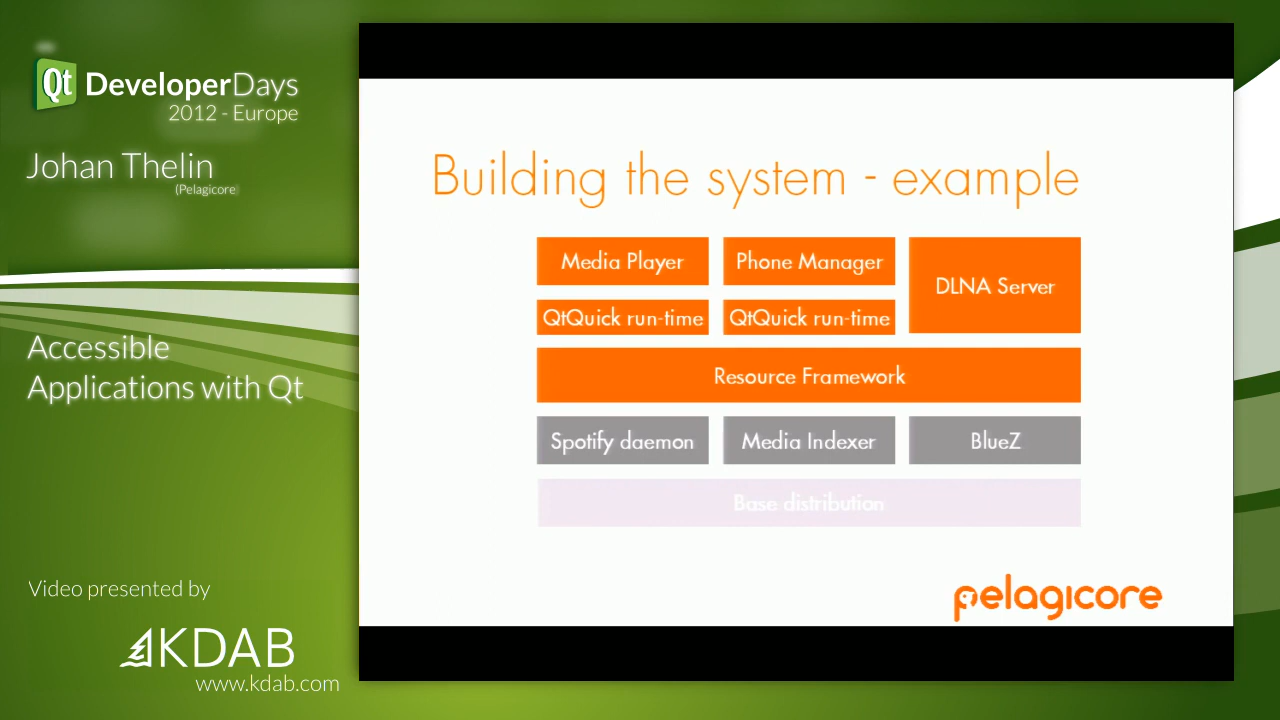 Qt DeveloperDays
2012 - Europe
Johan Thelin
(Pelagicore)
Accessible
Applications with Qt
Video presented by
KDAB
www.kdab.com
Building the system - example
Media Player
Phone Manager
DLNA Server
QtQuick run-time
QtQuick run-time
Resource Framework
Spotify daemon
Media Indexer
BlueZ
Base distribution
pelagicore